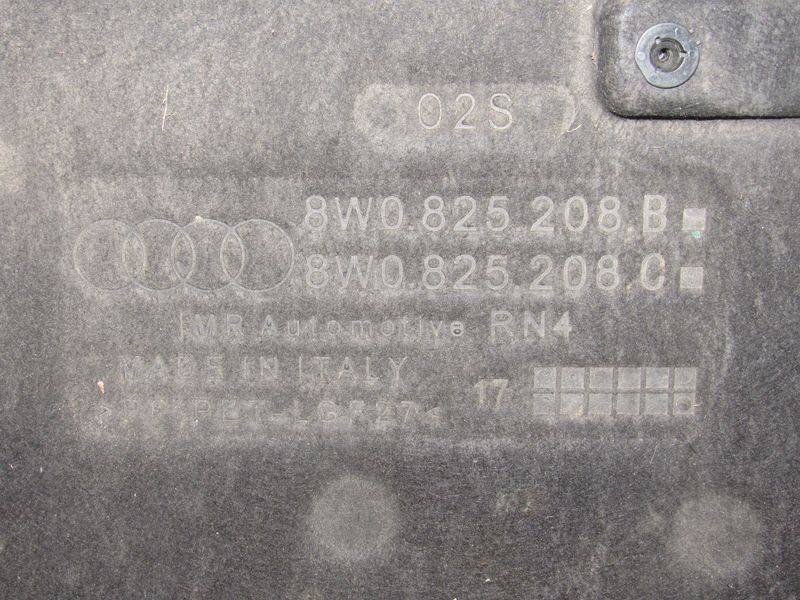 02S
8W0.825.208.B
8W0.825.208.C
IMR Automotive RN4
MADE IN ITALY
17